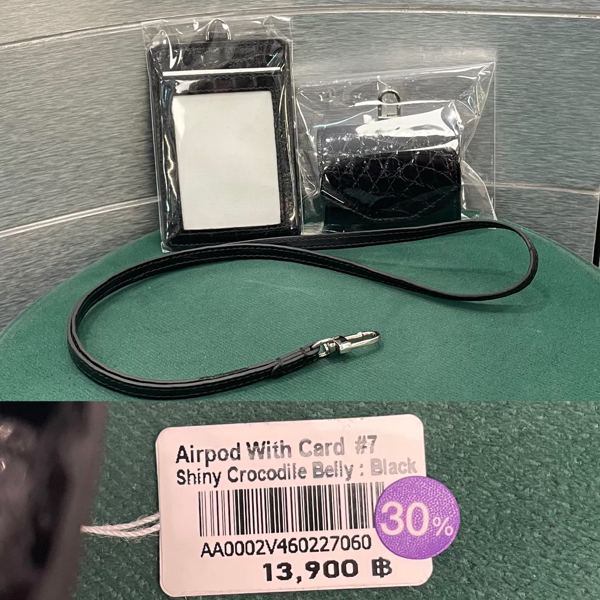 Airpod With Card #7
Shiny Crocodile Belly : Black
30%
AA0002V460227060
13,900 ฿